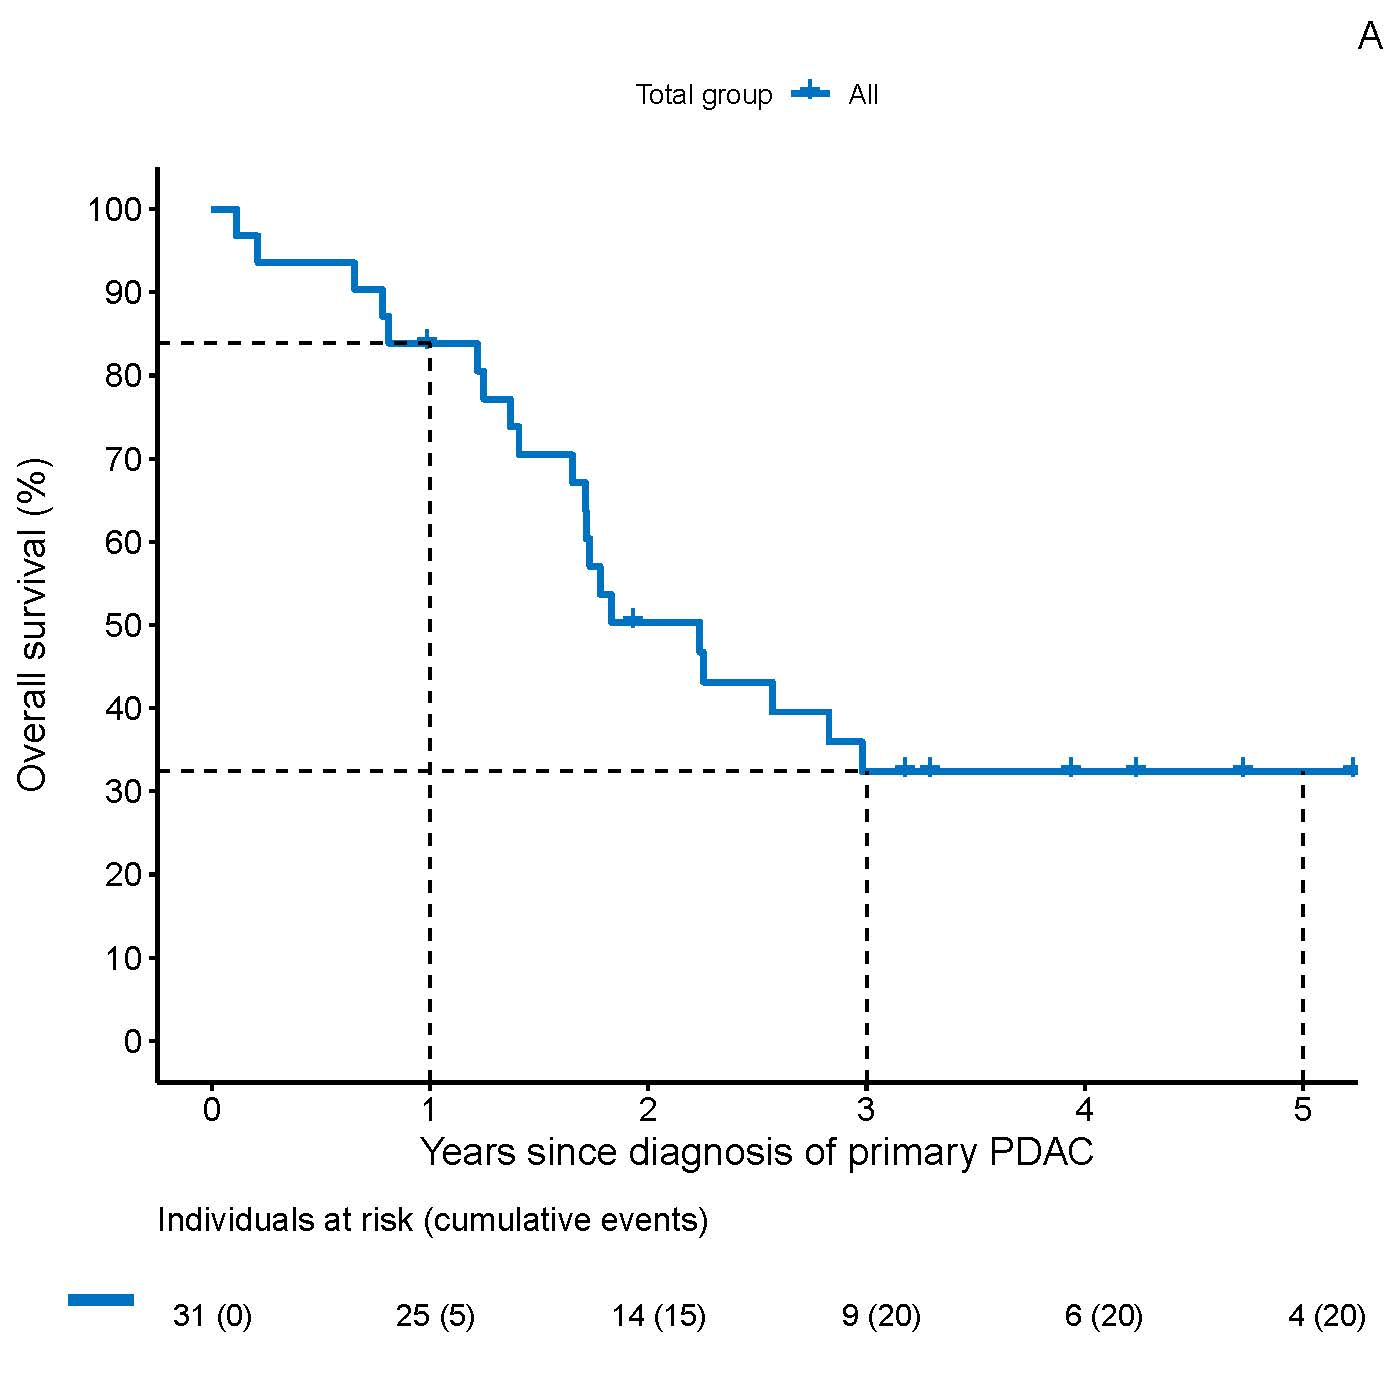 A
Total group All
100
90
80
70
60
50
40
30
20
10
0
Overall survival (%)
0 1 2 3 4 5
Years since diagnosis of primary PDAC
Individuals at risk (cumulative events)
31 (0) 25 (5) 14 (15) 9 (20) 6 (20) 4 (20)